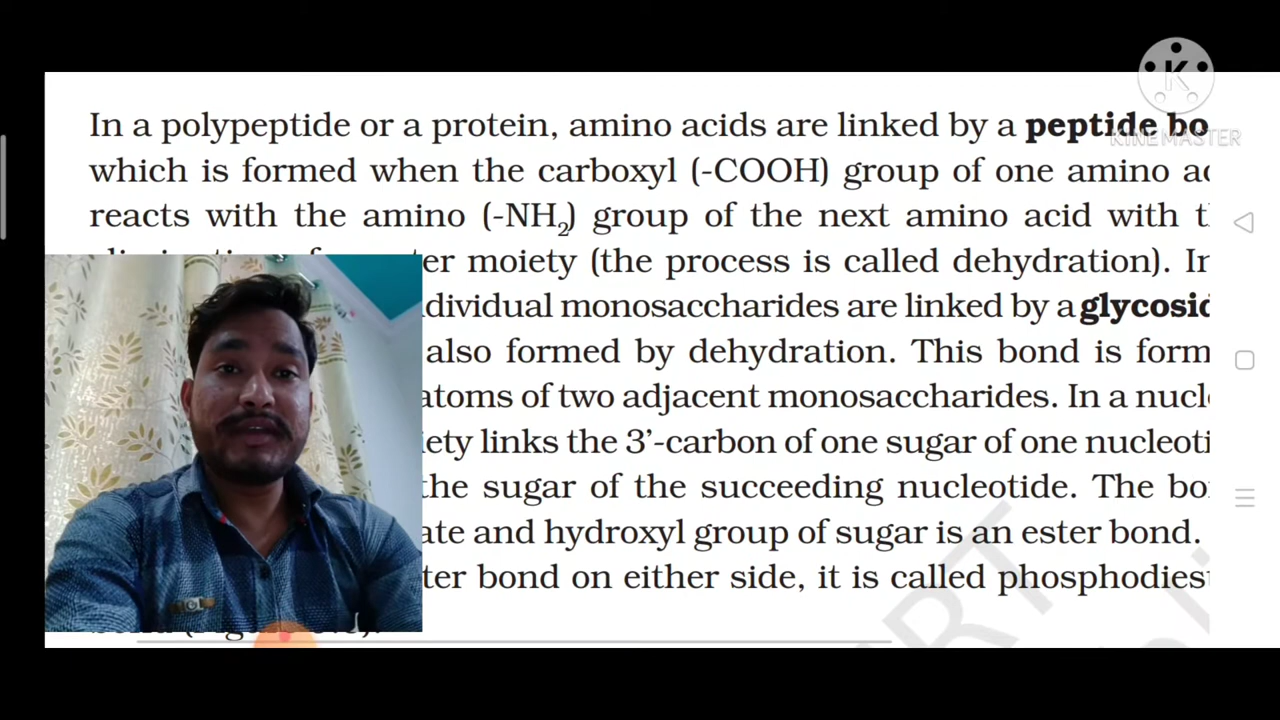 In a polypeptide or a protein, amino acids are linked by a peptide bo
KINEMASTER
which is formed when the carboxyl (-COOH) group of one amino ac
reacts with the amino (-NH₂) group of the next amino acid with t
er moiety (the process is called dehydration). In
dividual monosaccharides are linked by a glycosid
also formed by dehydration. This bond is form
atoms of two adjacent monosaccharides. In a nucl
ety links the 3’-carbon of one sugar of one nucleoti
the sugar of the succeeding nucleotide. The bo
ate and hydroxyl group of sugar is an ester bond.
ter bond on either side, it is called phosphodiest